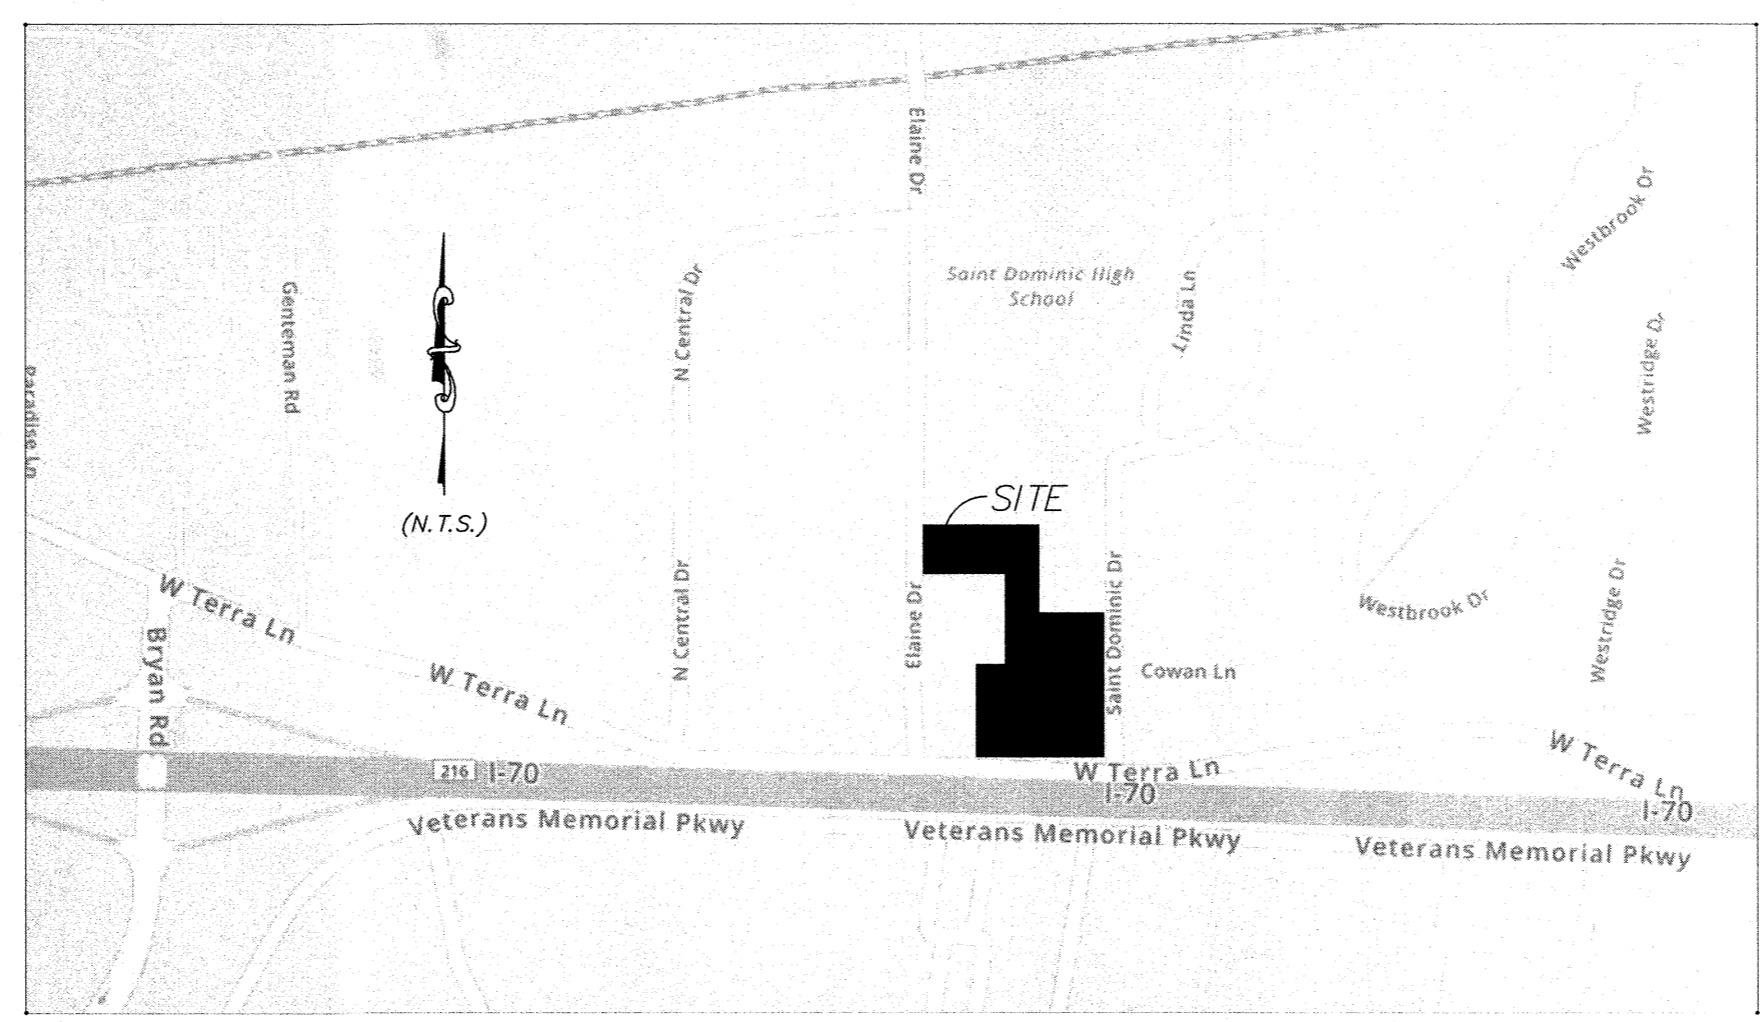 Elaine Dr
Westbrook Dr
Saint Dominic High
School
Linda Ln
N Central Dr
Genteman Rd
Westridge Dr
Paradise Ln
SITE
(N.T.S.)
W Terra Ln
Bryan Rd
N Central Dr
Elaine Dr
Saint Dominic Dr
Westbrook Dr
Westridge Dr
Cowan Ln
W Terra Ln
W Terra Ln
W Terra Ln
216 I-70
I-70
I-70
Veterans Memorial Pkwy
Veterans Memorial Pkwy
Veterans Memorial Pkwy